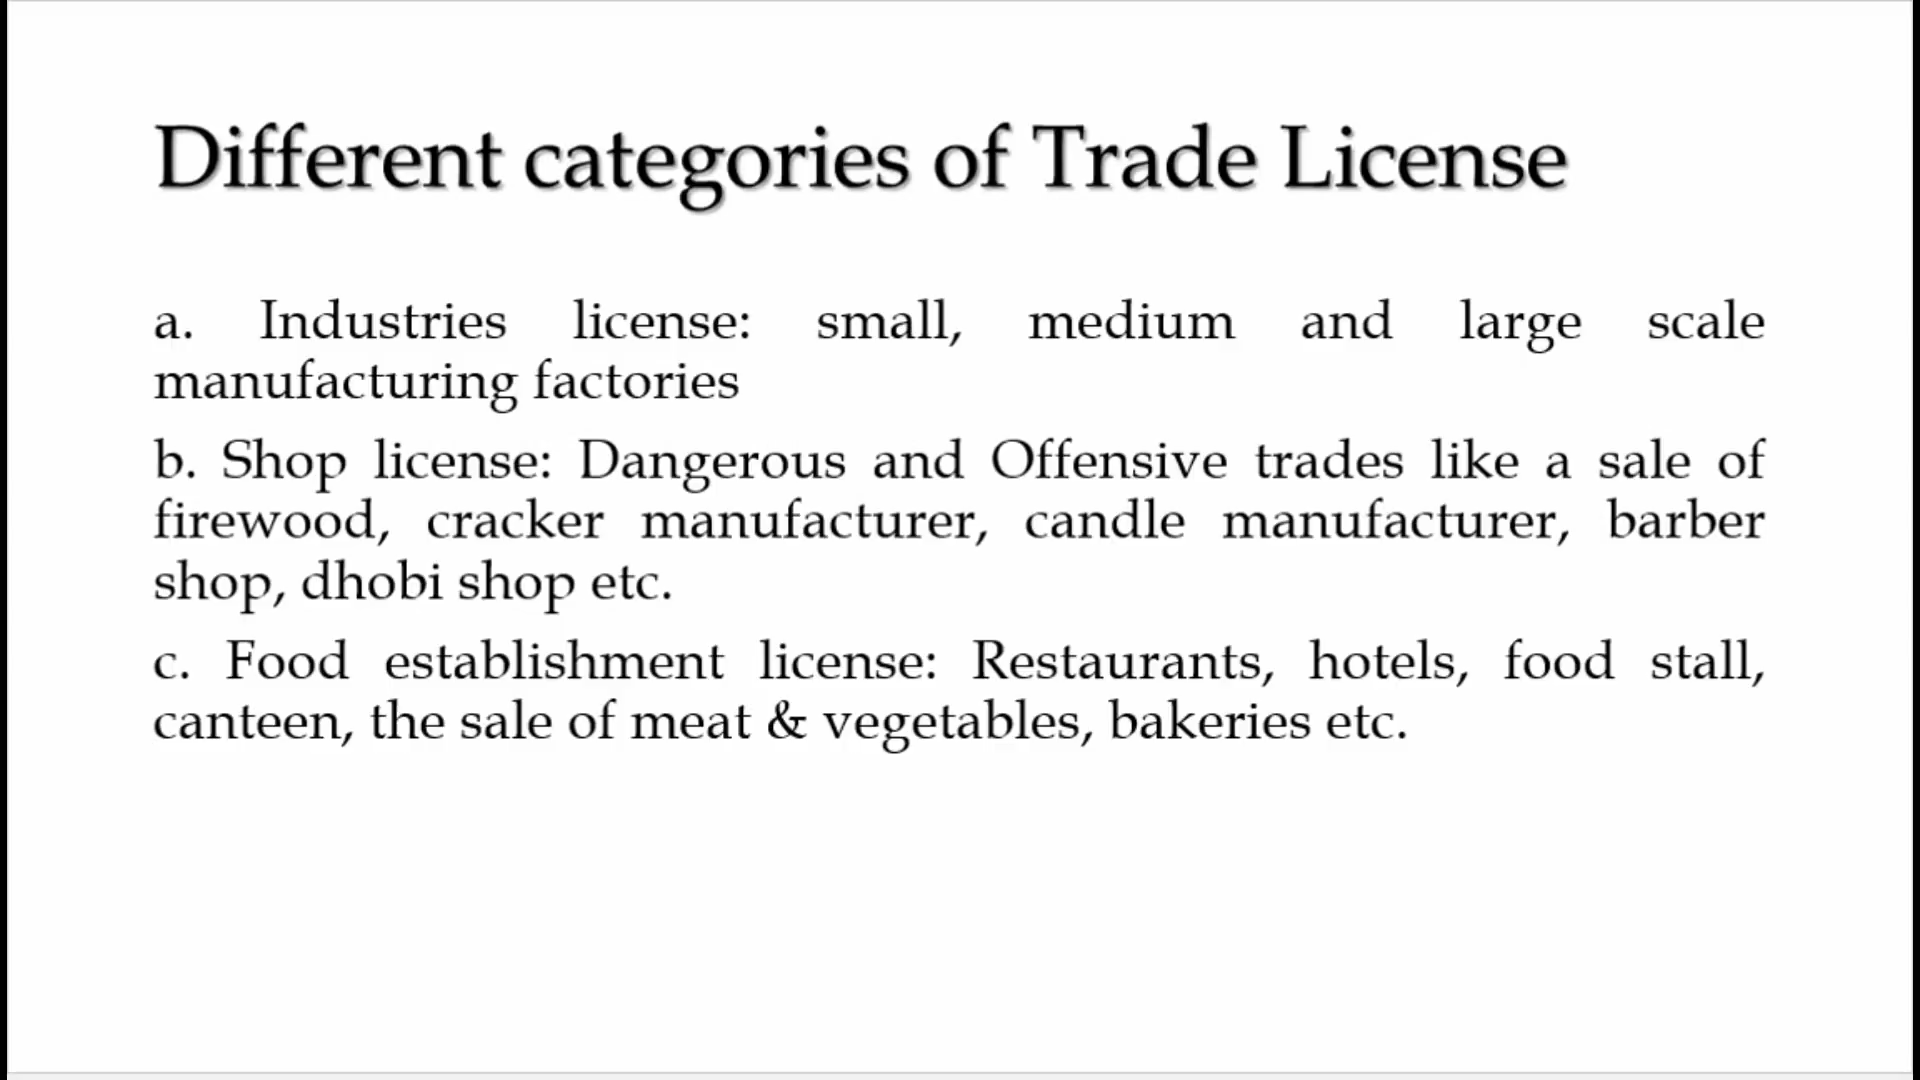 Different categories of Trade License
a. Industries license: small, medium and large scale
manufacturing factories
b. Shop license: Dangerous and Offensive trades like a sale of
firewood, cracker manufacturer, candle manufacturer, barber
shop, dhobi shop etc.
c. Food establishment license: Restaurants, hotels, food stall,
canteen, the sale of meat & vegetables, bakeries etc.